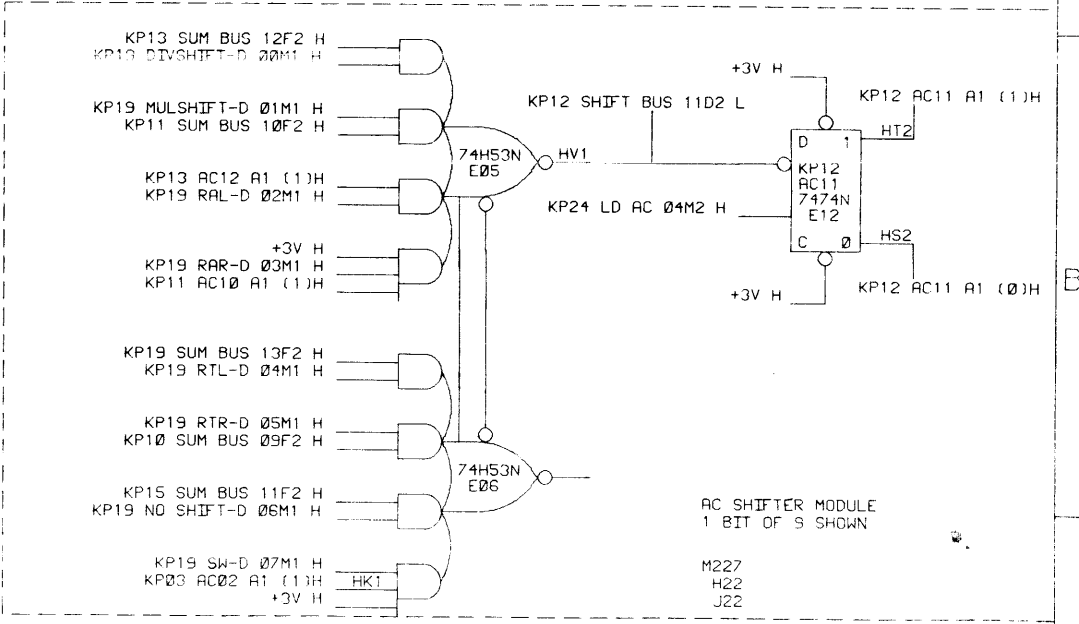 KP13 SUM BUS 12F2 H
KP19 DIVSHIFT-D 00M1 H
KP19 MULSHIFT-D 01M1 H
KP11 SUM BUS 10F2 H
KP13 AC12 A1 (1)H
KP19 RAL-D 02M1 H
+3V H
KP19 RAR-D 03M1 H
KP11 AC10 A1 (1)H
KP19 SUM BUS 13F2 H
KP19 RTL-D 04M1 H
KP19 RTR-D 05M1 H
KP10 SUM BUS 09F2 H
KP15 SUM BUS 11F2 H
KP19 NO SHIFT-D 06M1 H
KP19 SW-D 07M1 H
KP03 AC02 A1 (1)H HK1
+3V H
74H53N
E05
HV1
74H53N
E06
KP12 SHIFT BUS 11D2 L
KP24 LD AC 04M2 H
+3V H
D 1
KP12
AC11
7474N
E12
C 0
+3V H
HT2
KP12 AC11 A1 (1)H
HS2
KP12 AC11 A1 (0)H
B
AC SHIFTER MODULE
1 BIT OF 9 SHOWN
M227
H22
J22